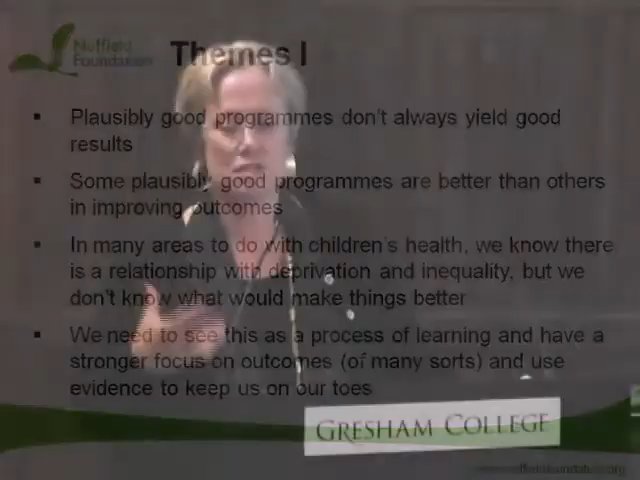 Nuffield
Foundation
Themes I
Plausibly good programmes don't always yield good
results
Some plausibly good programmes are better than others
in improving outcomes
In many areas to do with children's health, we know there
is a relationship with deprivation and inequality, but we
don't know what would make things better
We need to see this as a process of learning and have a
stronger focus on outcomes (of many sorts) and use
evidence to keep us on our toes
GRESHAM COLLEGE
www.nuffieldfoundation.org